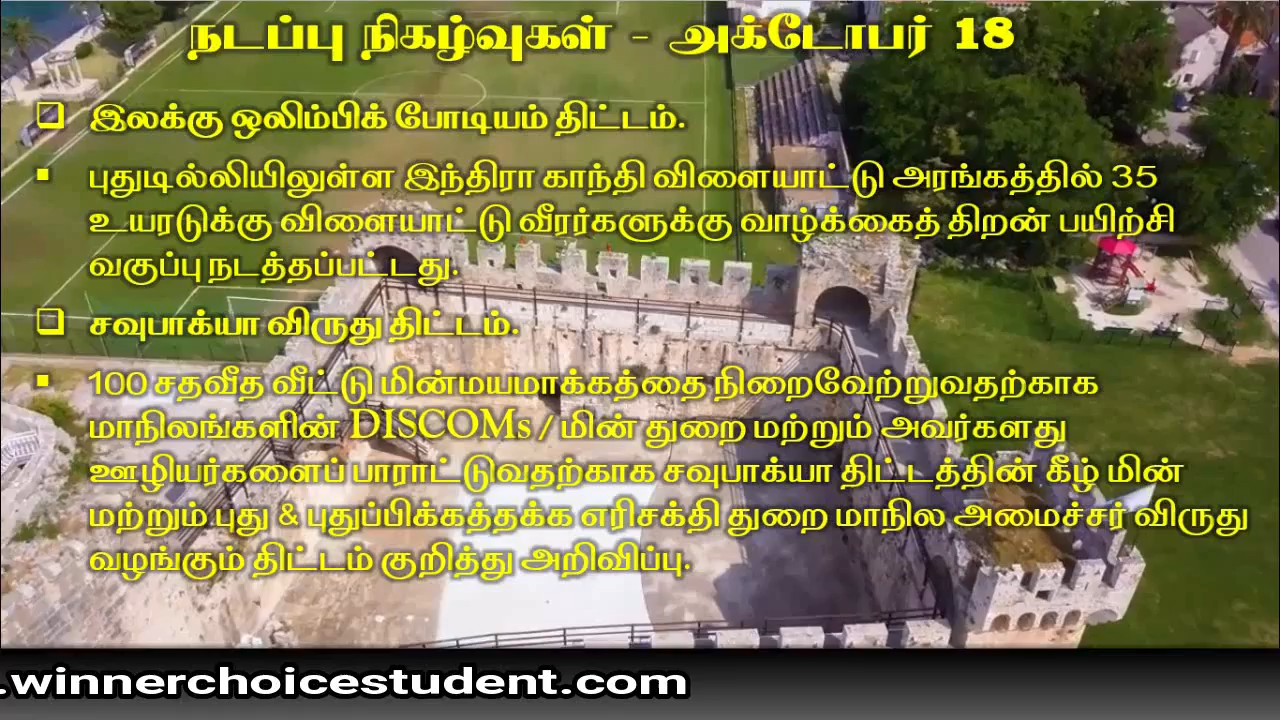 நடப்பு நிகழ்வுகள் - அக்டோபர் 18
இலக்கு ஒலிம்பிக் போடியம் திட்டம்.
புதுடில்லியிலுள்ள இந்திரா காந்தி விளையாட்டு அரங்கத்தில் 35
உயரடுக்கு விளையாட்டு வீரர்களுக்கு வாழ்க்கைத் திறன் பயிற்சி
வகுப்பு நடத்தப்பட்டது.
சவுபாக்யா விருது திட்டம்.
100 சதவீத வீட்டு மின்மயமாக்கத்தை நிறைவேற்றுவதற்காக
மாநிலங்களின் DISCOMs / மின் துறை மற்றும் அவர்களது
ஊழியர்களைப் பாராட்டுவதற்காக சவுபாக்யா திட்டத்தின் கீழ் மின்
மற்றும் புது & புதுப்பிக்கத்தக்க எரிசக்தி துறை மாநில அமைச்சர் விருது
வழங்கும் திட்டம் குறித்து அறிவிப்பு.
.winnerchoicestudent.com